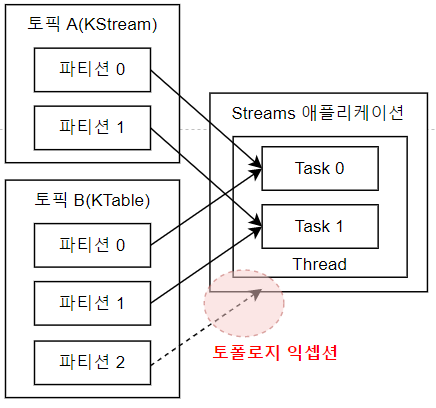 토픽 A(KStream)
파티션 0
파티션 1
토픽 B(KTable)
파티션 0
파티션 1
파티션 2
Streams 애플리케이션
Task 0
Task 1
Thread
토폴로지 익셉션